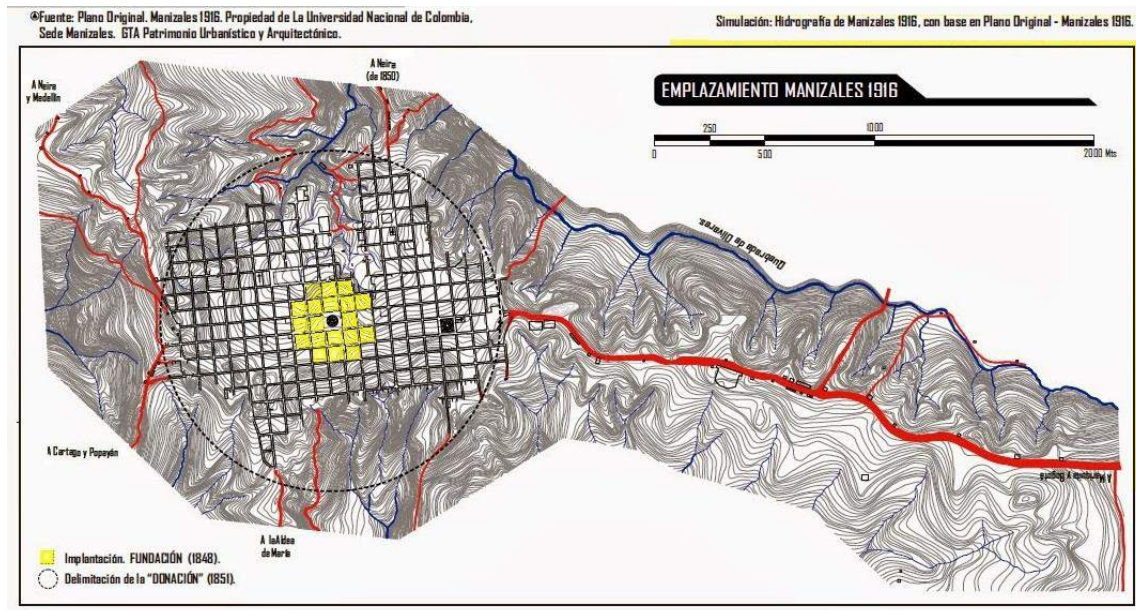 Fuente: Plano Original. Manizales 1916. Propiedad de La Universidad Nacional de Colombia,
Sede Manizales. GTA Patrimonio Urbanístico y Arquitectónico.
Simulación: Hidrografía de Manizales 1916, con base en Plano Original - Manizales 1916.
A Neira
y Medellín
A Neira
(de 1850)
EMPLAZAMIENTO MANIZALES 1916
250
1000
0
500
2000 Mts
Quebrada de Olivares.
A Cartago y Popayán
A Mariquita y Bogotá
A la Aldea
de María
Implantación. FUNDACIÓN (1848).
Delimitación de la "DONACIÓN" (1851).